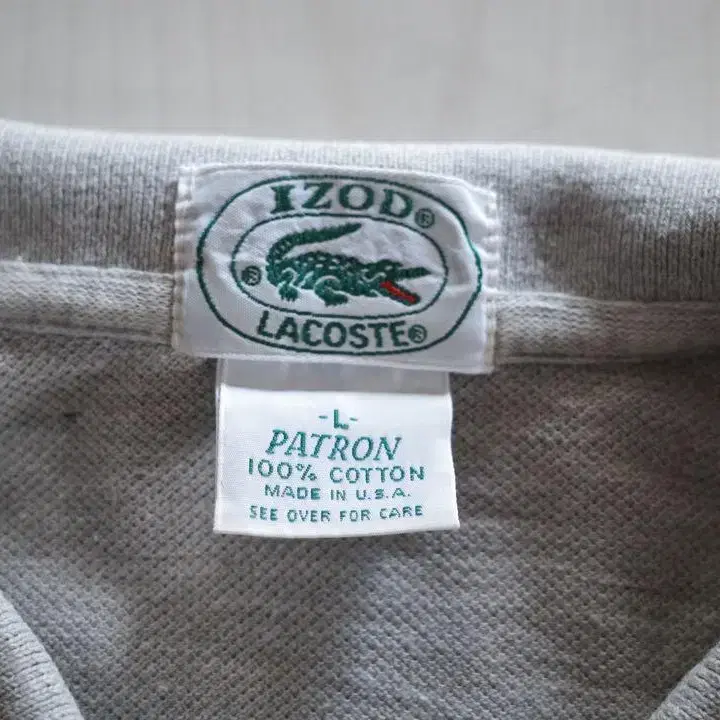 IZOD®
®
LACOSTE®
-L-
PATRON
100% COTTON
MADE IN U.S.A.
SEE OVER FOR CARE